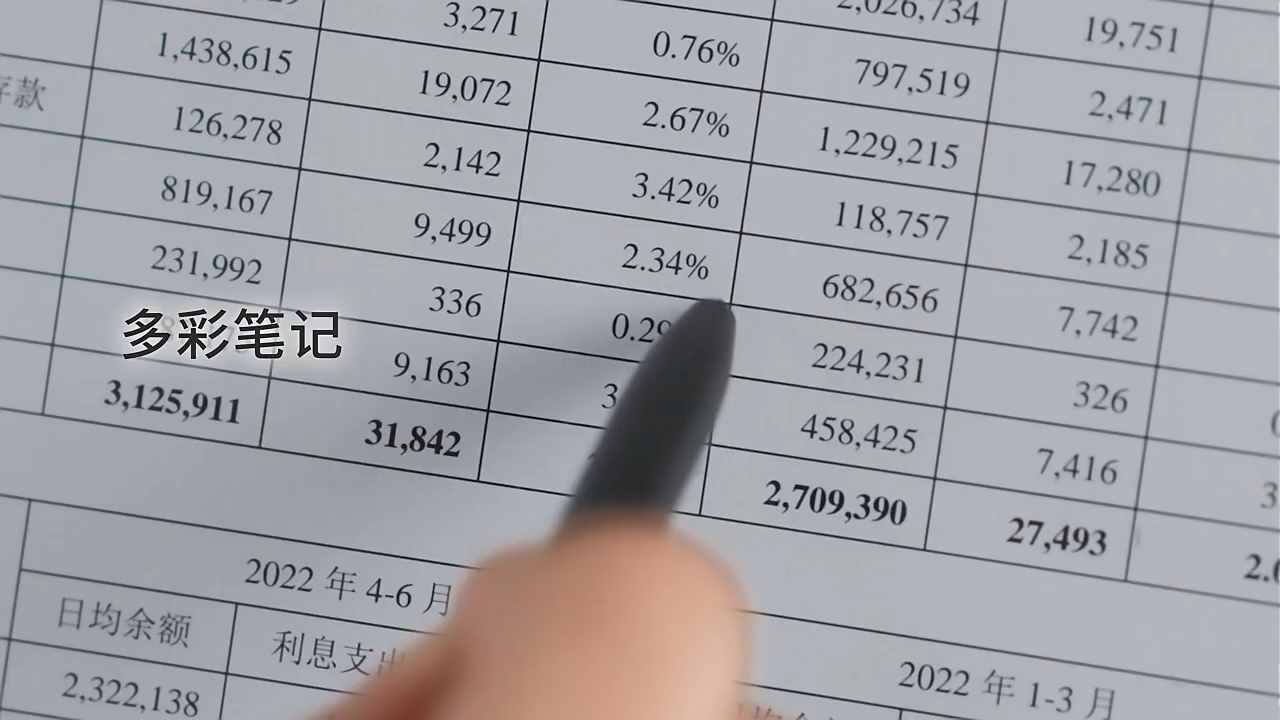 3,271 0.76% 2,026,734 19,751
1,438,615 19,072 2.67% 797,519 2,471
存款 126,278 2,142 3.42% 1,229,215 17,280
819,167 9,499 2.34% 118,757 2,185
231,992 336 682,656 7,742
多彩笔记
9,163 224,231 326
3,125,911 31,842 458,425 7,416
2,709,390 27,493
2022 年 4-6 月
2022 年 1-3 月
日均余额 利息支出
2,322,138